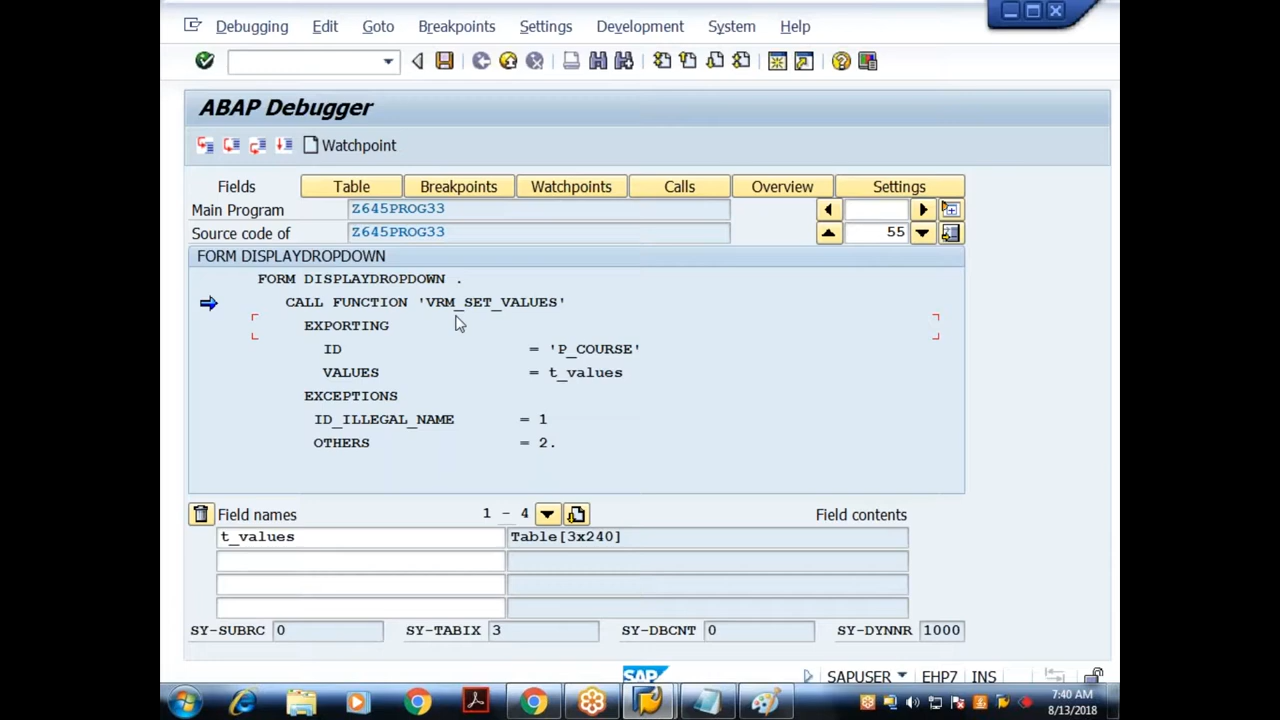 Debugging Edit Goto Breakpoints Settings Development System Help
ABAP Debugger
Watchpoint
Fields Table Breakpoints Watchpoints Calls Overview Settings
Main Program Z645PROG33
Source code of Z645PROG33 55
FORM DISPLAYDROPDOWN
FORM DISPLAYDROPDOWN .
CALL FUNCTION 'VRM_SET_VALUES'
EXPORTING
ID = 'P_COURSE'
VALUES = t_values
EXCEPTIONS
ID_ILLEGAL_NAME = 1
OTHERS = 2.
Field names 1 - 4 Field contents
t_values Table[3x240]
SY-SUBRC 0 SY-TABIX 3 SY-DBCNT 0 SY-DYNNR 1000
SAP SAPUSER EHP7 INS
7:40 AM
8/13/2018